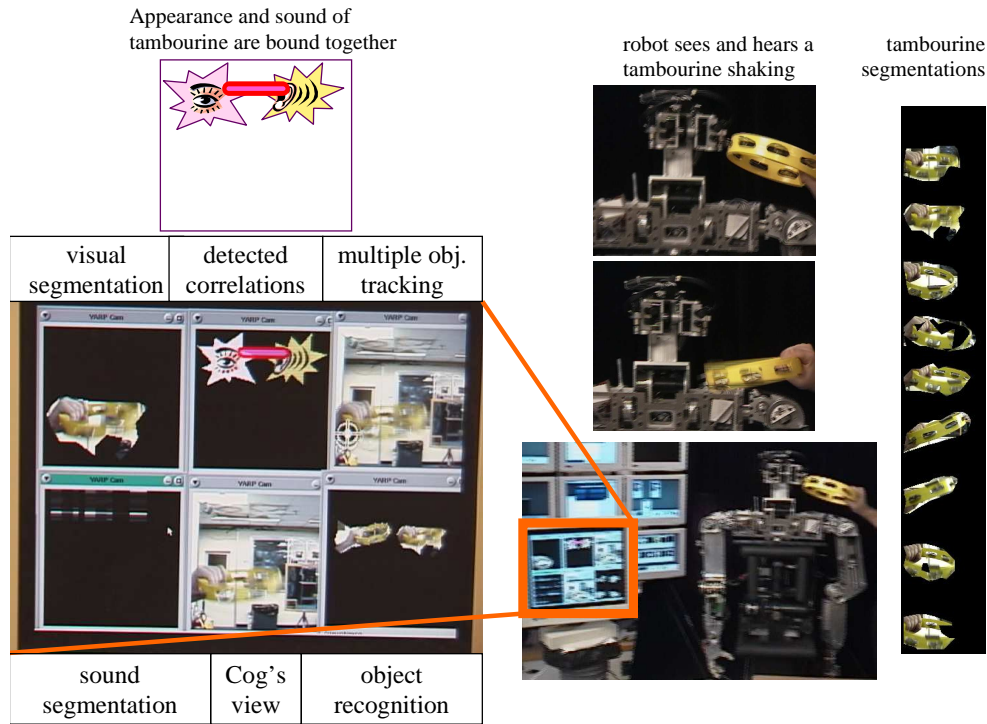 Appearance and sound of
tambourine are bound together
robot sees and hears a
tambourine shaking
tambourine
segmentations
visual
segmentation
detected
correlations
multiple obj.
tracking
YARP Cam
YARP Cam
YARP Cam
YARP Cam
YARP Cam
YARP Cam
sound
segmentation
Cog's
view
object
recognition